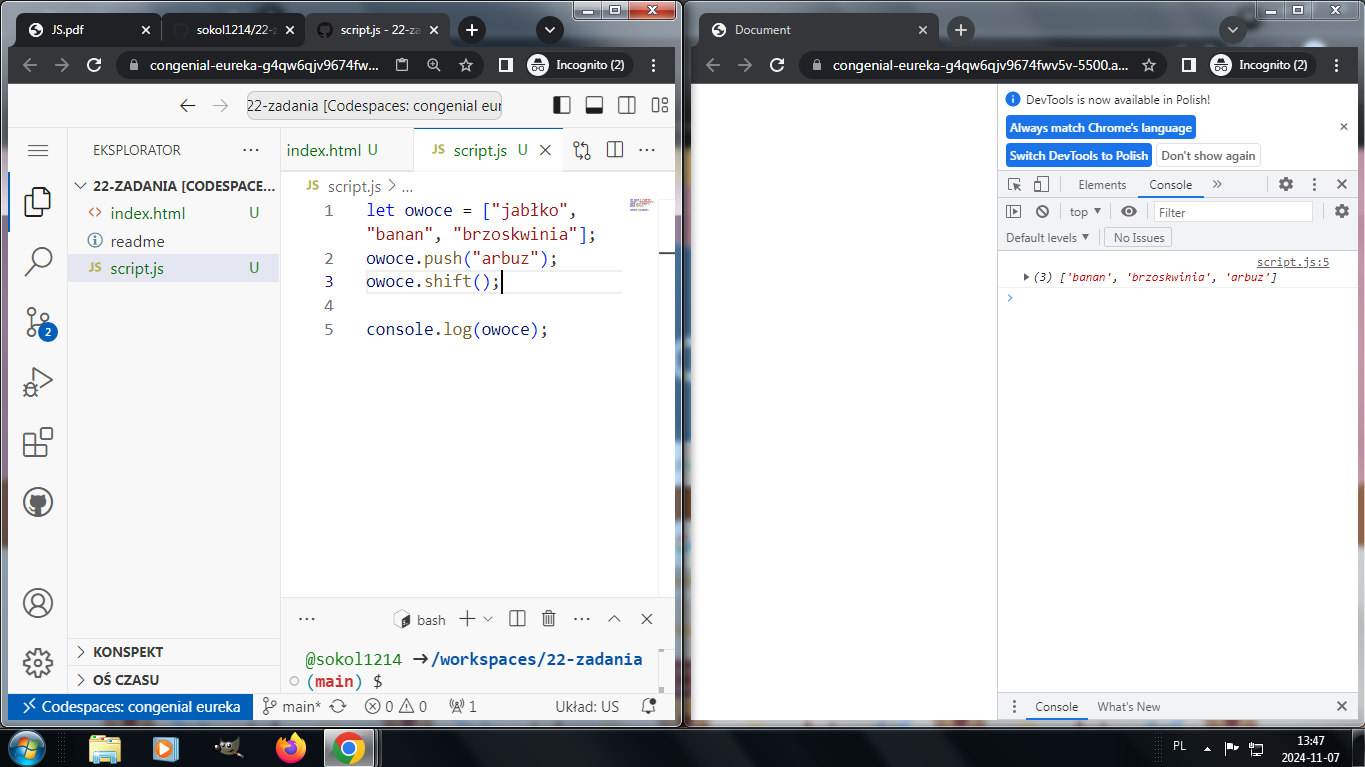 JS.pdf
sokol1214/22-z
script.js - 22-za
congenial-eureka-g4qw6qjv9674fw...
Incognito (2)
22-zadania [Codespaces: congenial eur
EKSPLORATOR
22-ZADANIA [CODESPACE...
index.html U
readme
JS script.js U
index.html U
JS script.js U
JS script.js > ...
1 let owoce = ["jabłko",
"banan", "brzoskwinia"];
2 owoce.push("arbuz");
3 owoce.shift();
4
5 console.log(owoce);
bash
@sokol1214 ➜/workspaces/22-zadania
(main) $
KONSPEKT
OŚ CZASU
2
Codespaces: congenial eureka
main*
0
0
1
Układ: US
Document
congenial-eureka-g4qw6qjv9674fwv5v-5500.a...
Incognito (2)
DevTools is now available in Polish!
Always match Chrome's language
Switch DevTools to Polish
Don't show again
Elements
Console
top
Filter
Default levels
No Issues
script.js:5
(3) ['banan', 'brzoskwinia', 'arbuz']
Console
What's New
PL
13:47
2024-11-07